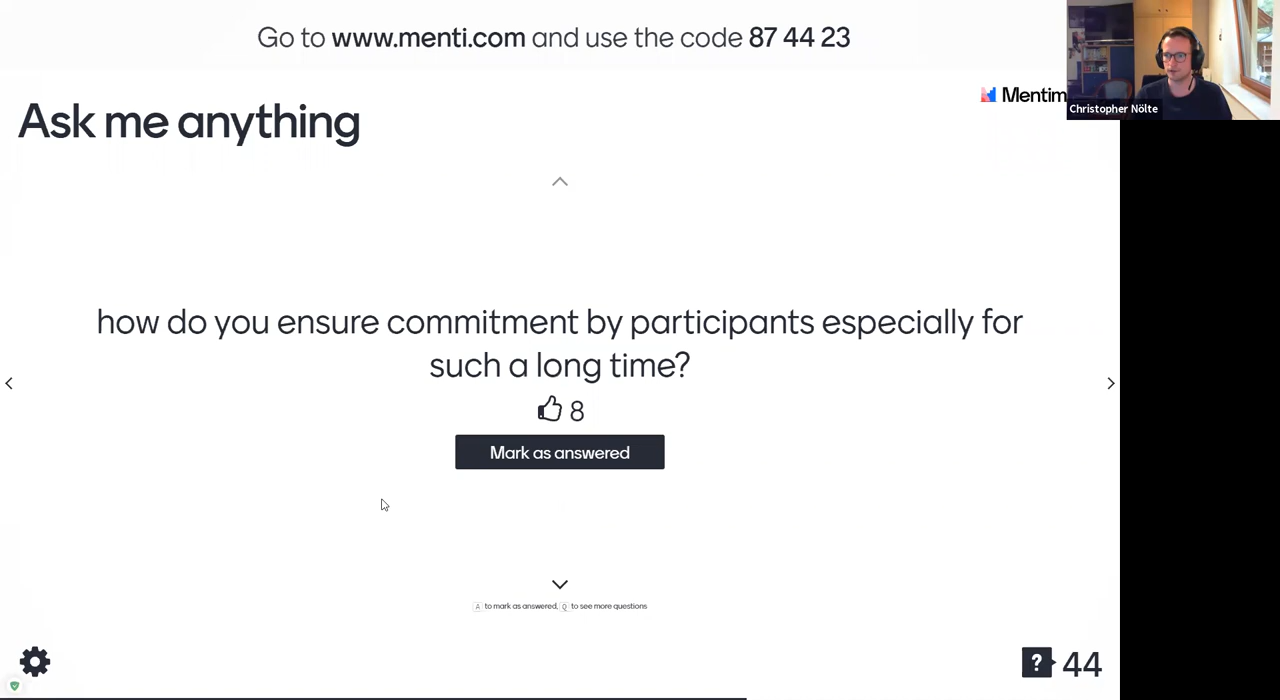 Go to www.menti.com and use the code 87 44 23
Mentim
Christopher Nölte
Ask me anything
how do you ensure commitment by participants especially for
such a long time?
8
Mark as answered
A to mark as answered, Q to see more questions
? 44